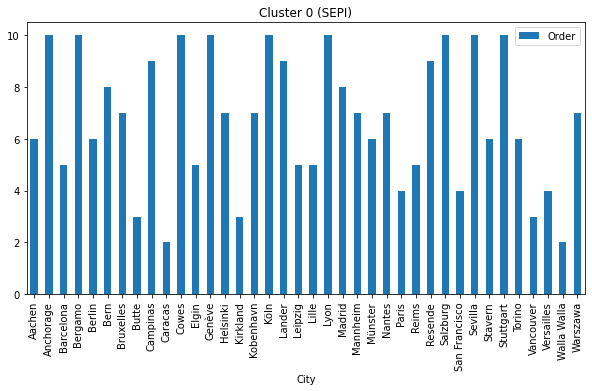 Cluster 0 (SEPI)
Order
10
8
6
4
2
0
Aachen
Anchorage
Barcelona
Bergamo
Berlin
Bern
Bruxelles
Butte
Campinas
Caracas
Cowes
Elgin
Genève
Helsinki
Kirkland
Kobenhavn
Köln
Lander
Leipzig
Lille
Lyon
Madrid
Mannheim
Münster
Nantes
Paris
Reims
Resende
Salzburg
San Francisco
Sevilla
Stavern
Stuttgart
Torino
Vancouver
Versailles
Walla Walla
Warszawa
City